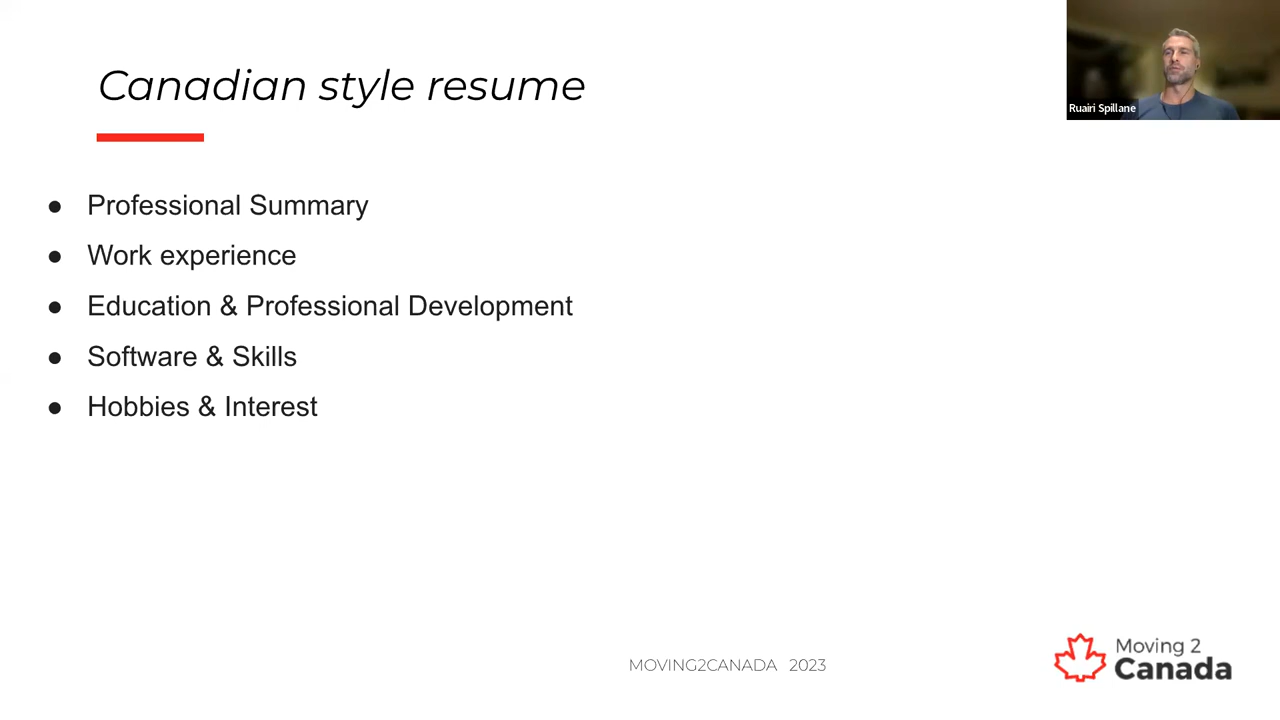 Canadian style resume
Ruairi Spillane
● Professional Summary
● Work experience
● Education & Professional Development
● Software & Skills
● Hobbies & Interest
MOVING2CANADA 2023
Moving 2
Canada